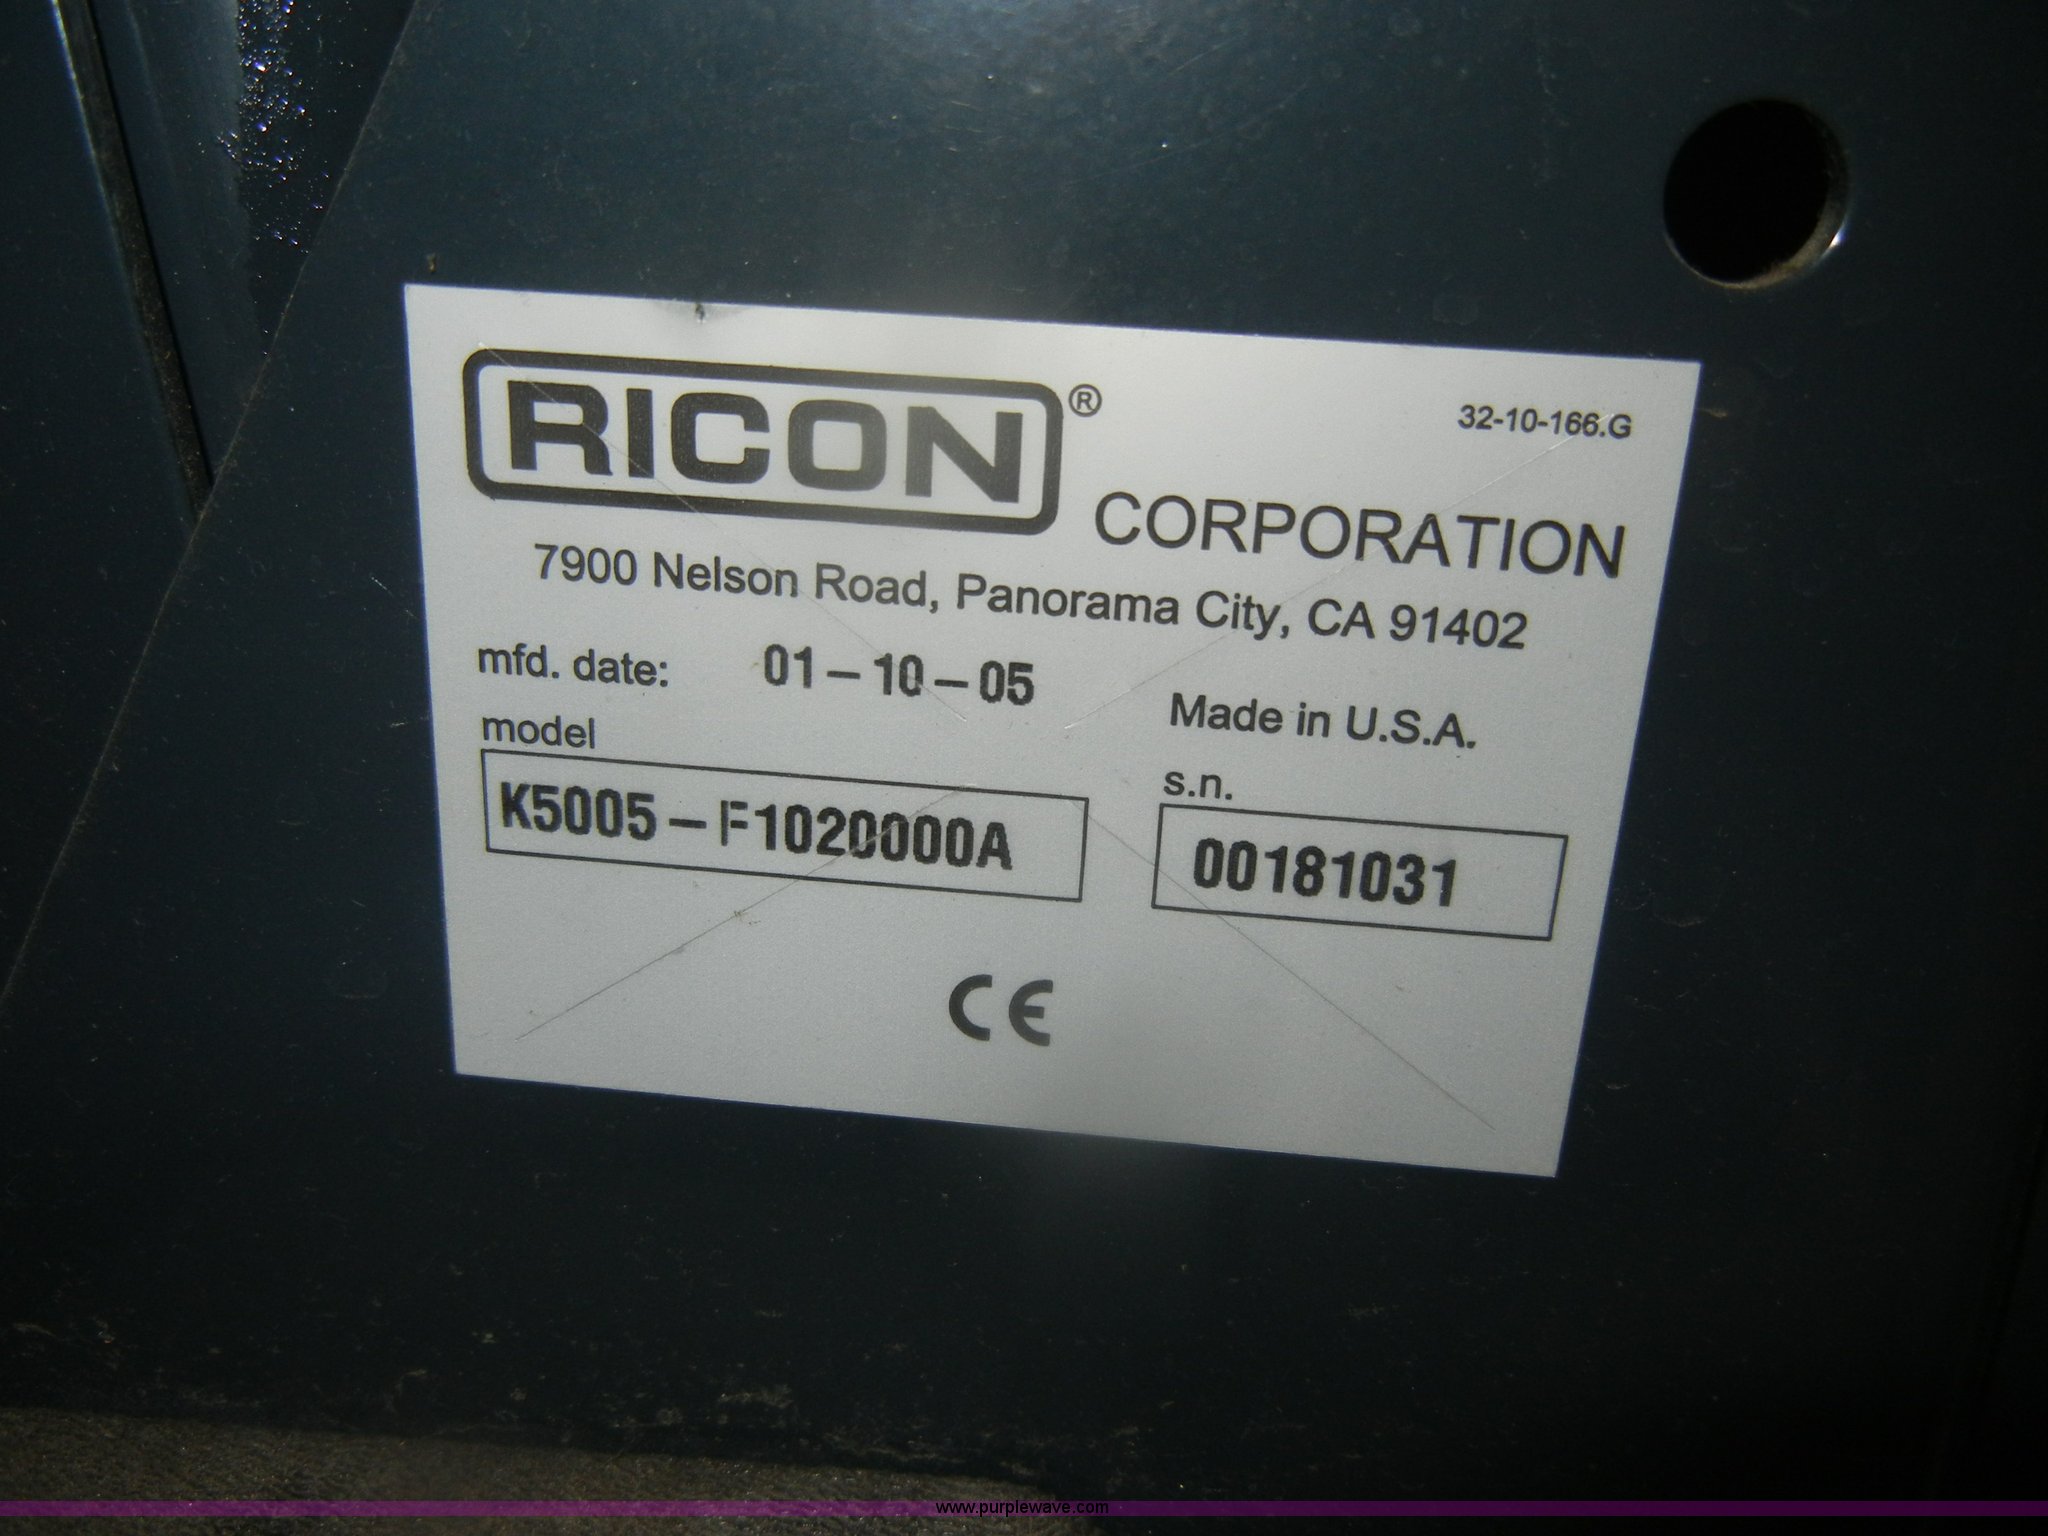 RICON®
32-10-166.G
CORPORATION
7900 Nelson Road, Panorama City, CA 91402
mfd. date: 01-10-05
Made in U.S.A.
model
s.n.
K5005-F1020000A
00181031
CE
www.purplewave.com